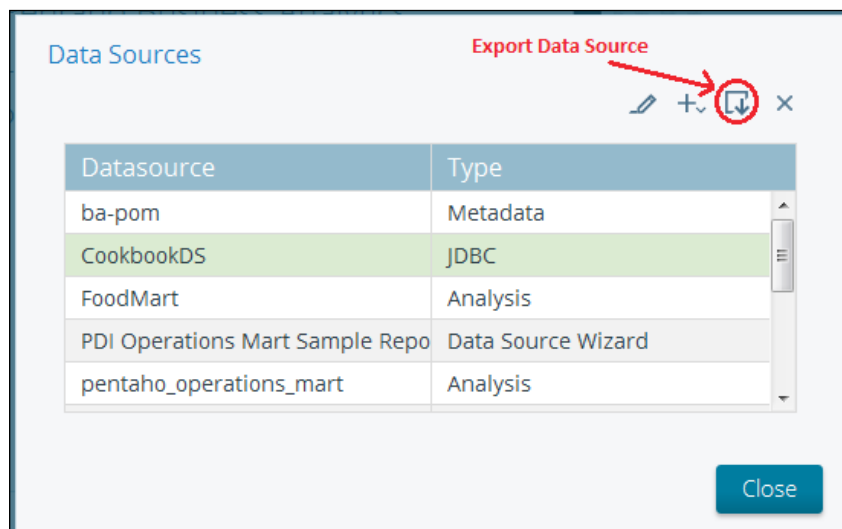 Data Sources
Export Data Source
Datasource Type
ba-pom Metadata
CookbookDS JDBC
FoodMart Analysis
PDI Operations Mart Sample Repo Data Source Wizard
pentaho_operations_mart Analysis
Close